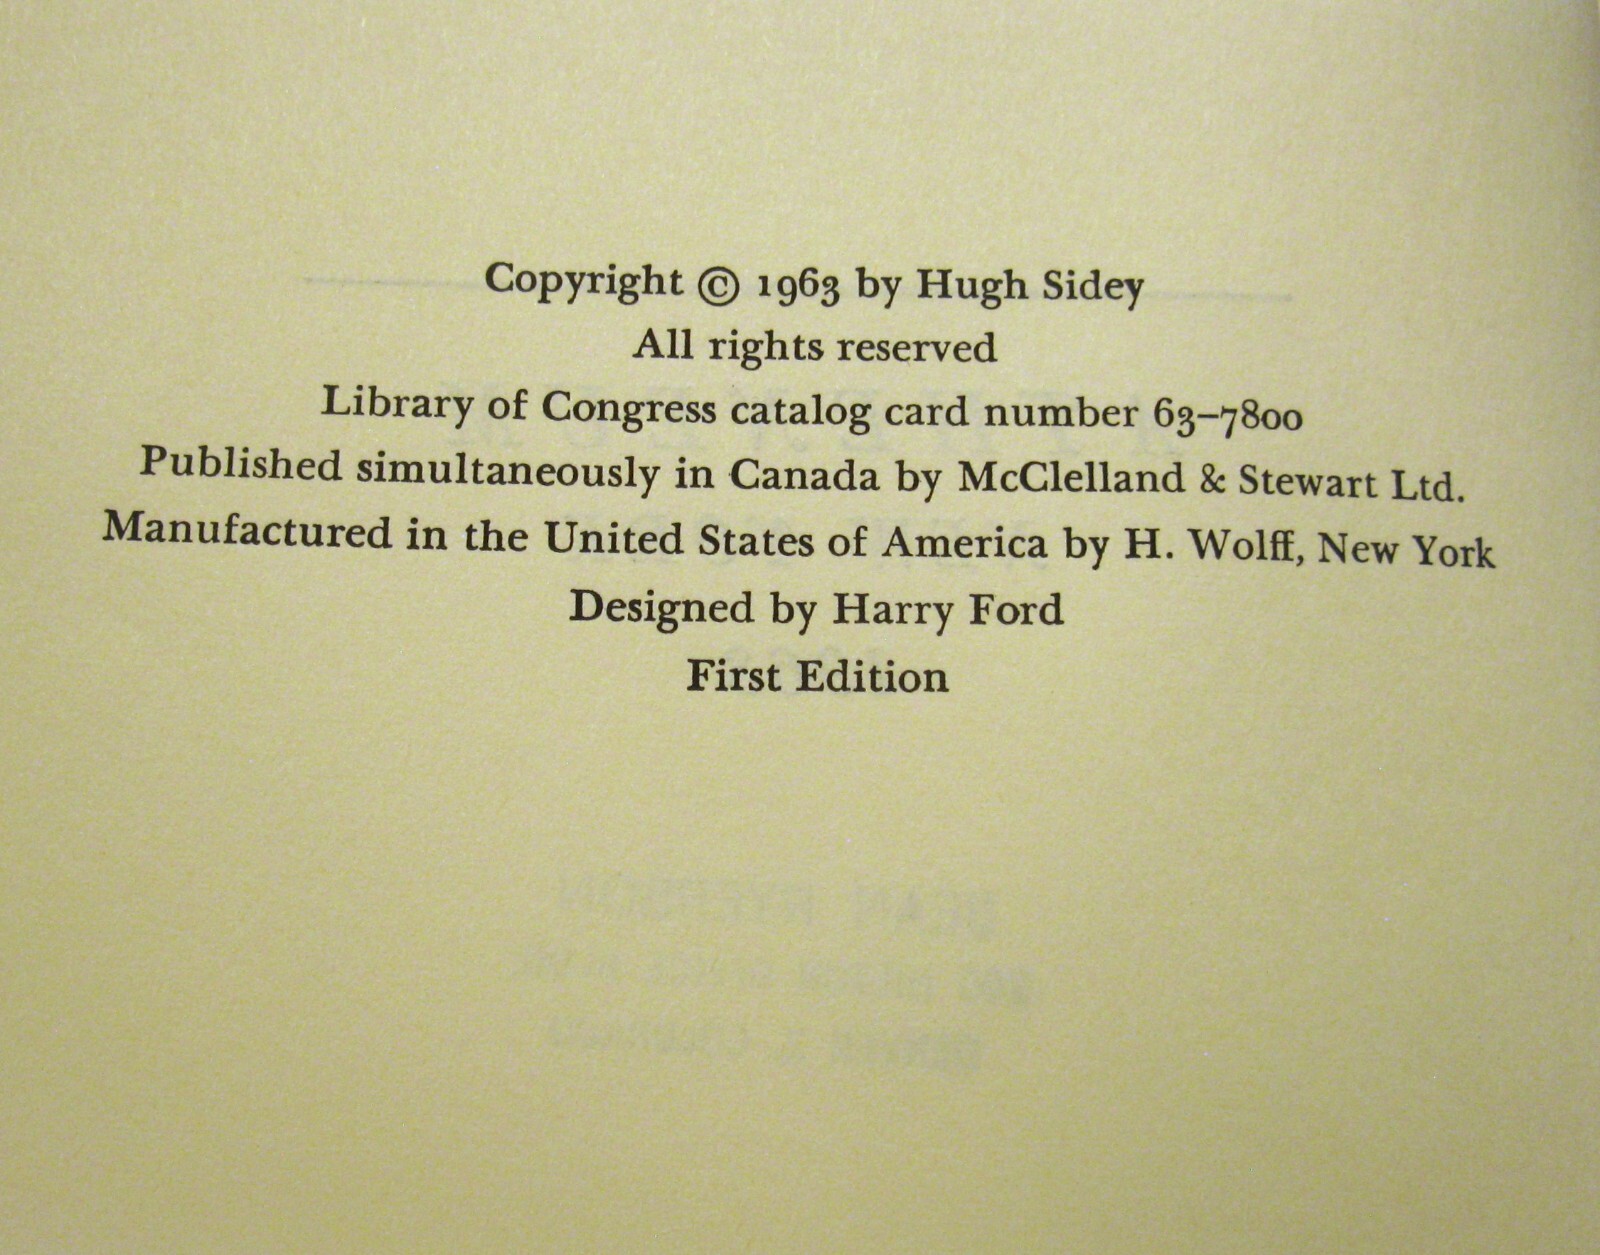 Copyright © 1963 by Hugh Sidey
All rights reserved
Library of Congress catalog card number 63–7800
Published simultaneously in Canada by McClelland & Stewart Ltd.
Manufactured in the United States of America by H. Wolff, New York
Designed by Harry Ford
First Edition